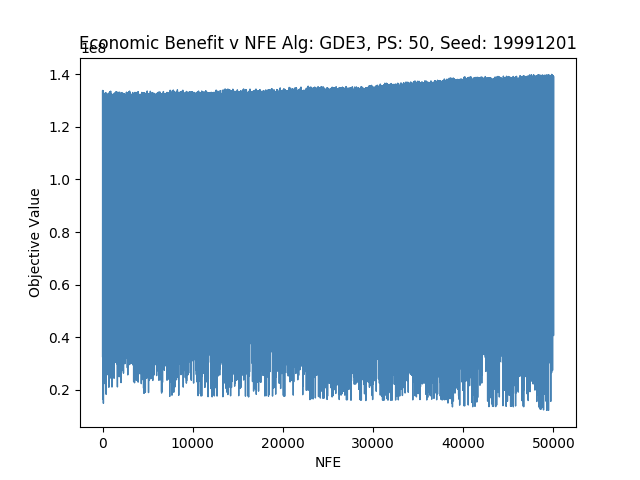 Economic Benefit v NFE Alg: GDE3, PS: 50, Seed: 19991201
1e8
1.4
1.2
1.0
0.8
0.6
0.4
0.2
Objective Value
0 10000 20000 30000 40000 50000
NFE